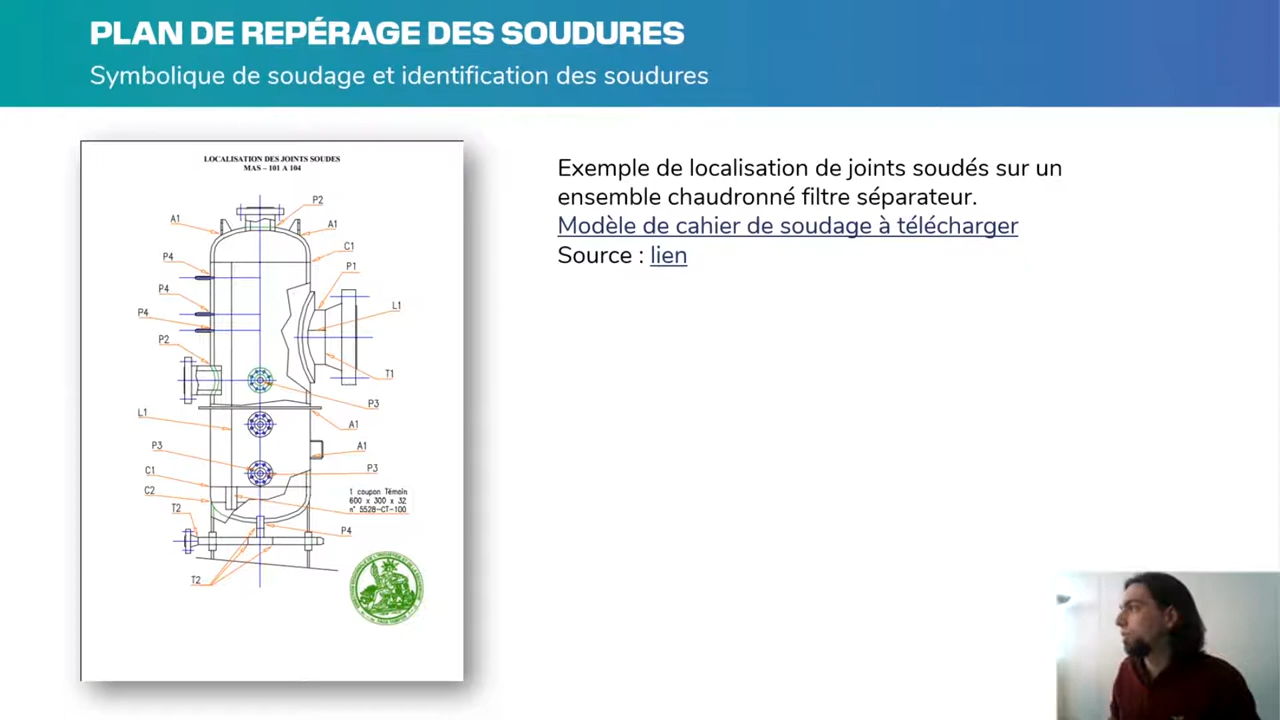 PLAN DE REPÉRAGE DES SOUDURES
Symbolique de soudage et identification des soudures
LOCALISATION DES JOINTS SOUDES
MAS – 101 A 104
P2
A1
A1
C1
P4
P1
P4
L1
P4
P2
T1
P3
L1
A1
P3
A1
C1
P3
C2
1 coupon Témoin
600 x 300 x 32
n° 5528-CT-100
T2
P4
T2
Exemple de localisation de joints soudés sur un
ensemble chaudronné filtre séparateur.
Modèle de cahier de soudage à télécharger
Source : lien